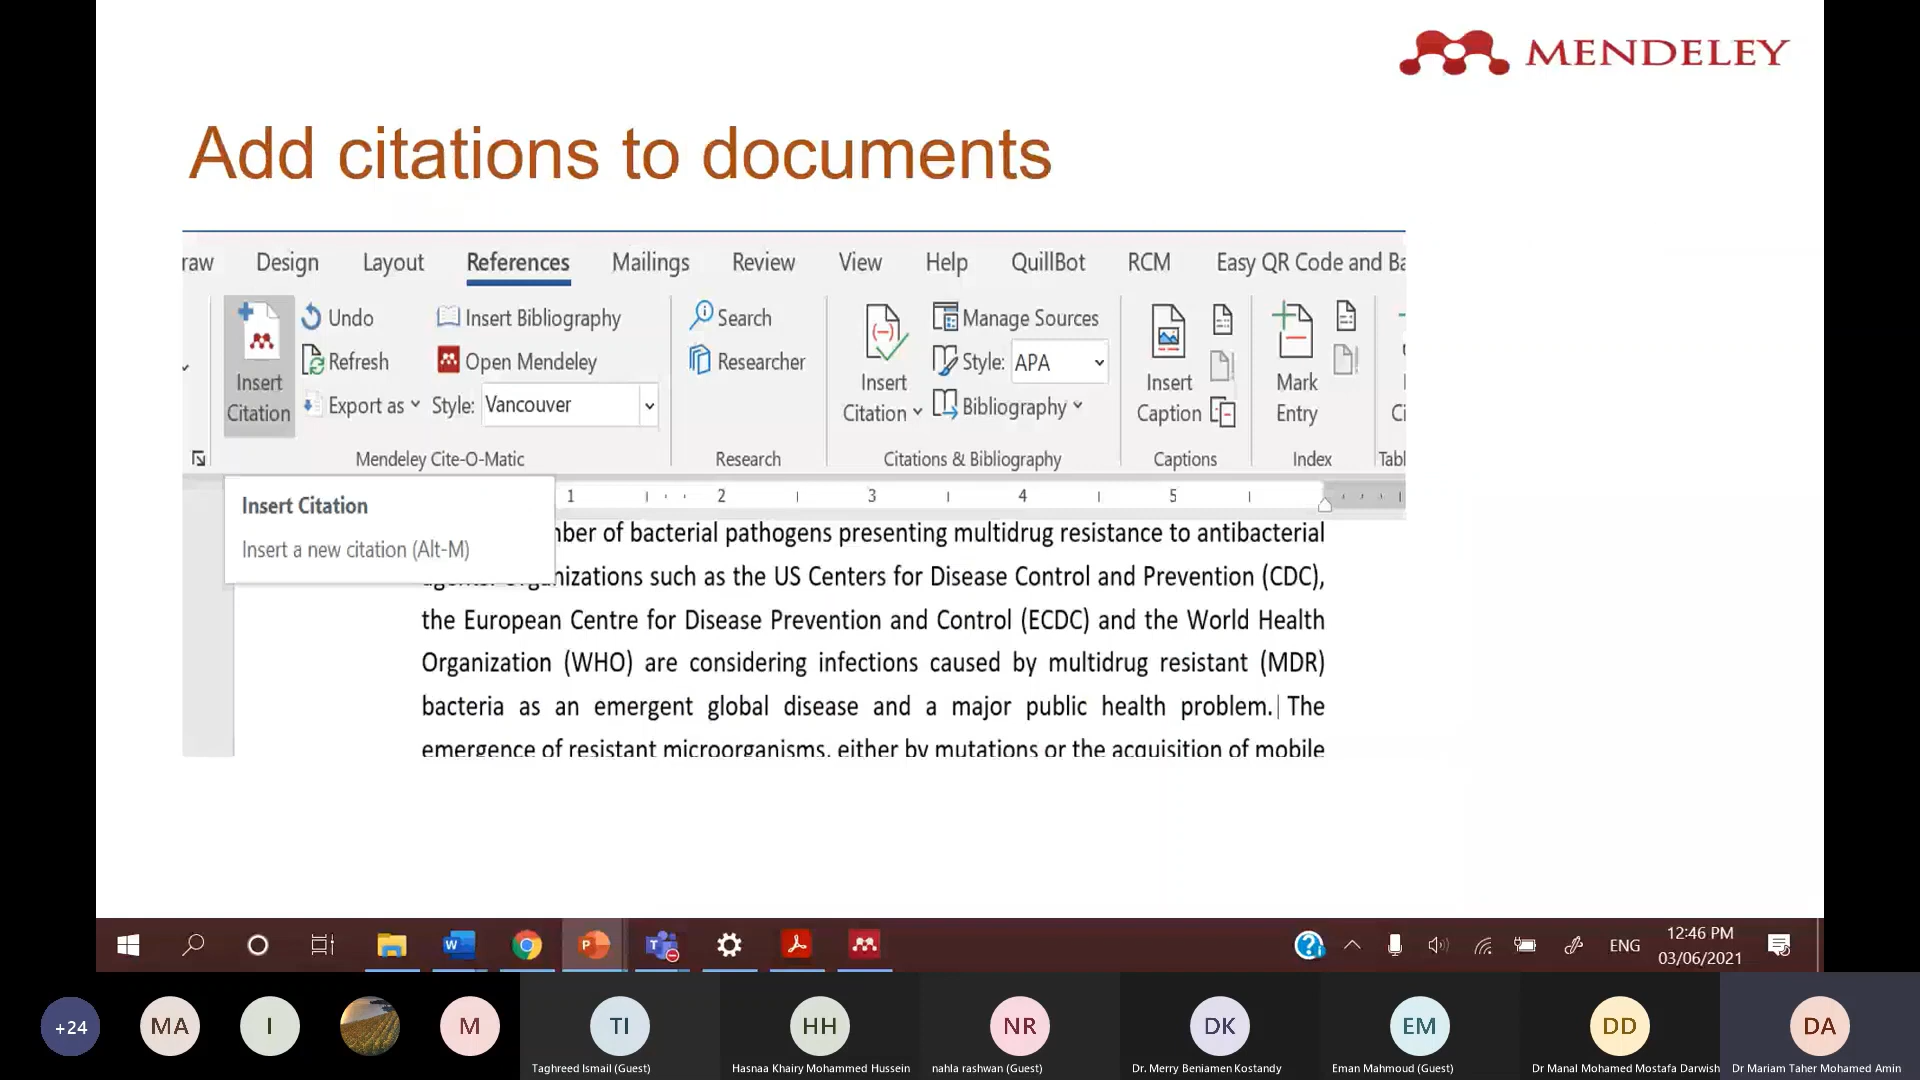 MENDELEY
Add citations to documents
raw Design Layout References Mailings Review View Help QuillBot RCM Easy QR Code and Ba
Insert Citation
Undo
Refresh
Export as
Insert Bibliography
Open Mendeley
Style: Vancouver
Mendeley Cite-O-Matic
Search
Researcher
Research
Insert Citation
Manage Sources
Style: APA
Bibliography
Citations & Bibliography
Insert Caption
Captions
Mark Entry
Index
Tabl
Insert Citation
Insert a new citation (Alt-M)
1 2 3 4 5
nber of bacterial pathogens presenting multidrug resistance to antibacterial
agents. Organizations such as the US Centers for Disease Control and Prevention (CDC),
the European Centre for Disease Prevention and Control (ECDC) and the World Health
Organization (WHO) are considering infections caused by multidrug resistant (MDR)
bacteria as an emergent global disease and a major public health problem. The
emergence of resistant microorganisms, either by mutations or the acquisition of mobile
ENG
12:46 PM
03/06/2021
+24
MA
I
M
TI
Taghreed Ismail (Guest)
HH
Hasnaa Khairy Mohammed Hussein
NR
nahla rashwan (Guest)
DK
Dr. Merry Beniamen Kostandy
EM
Eman Mahmoud (Guest)
DD
Dr Manal Mohamed Mostafa Darwish
DA
Dr Mariam Taher Mohamed Amin